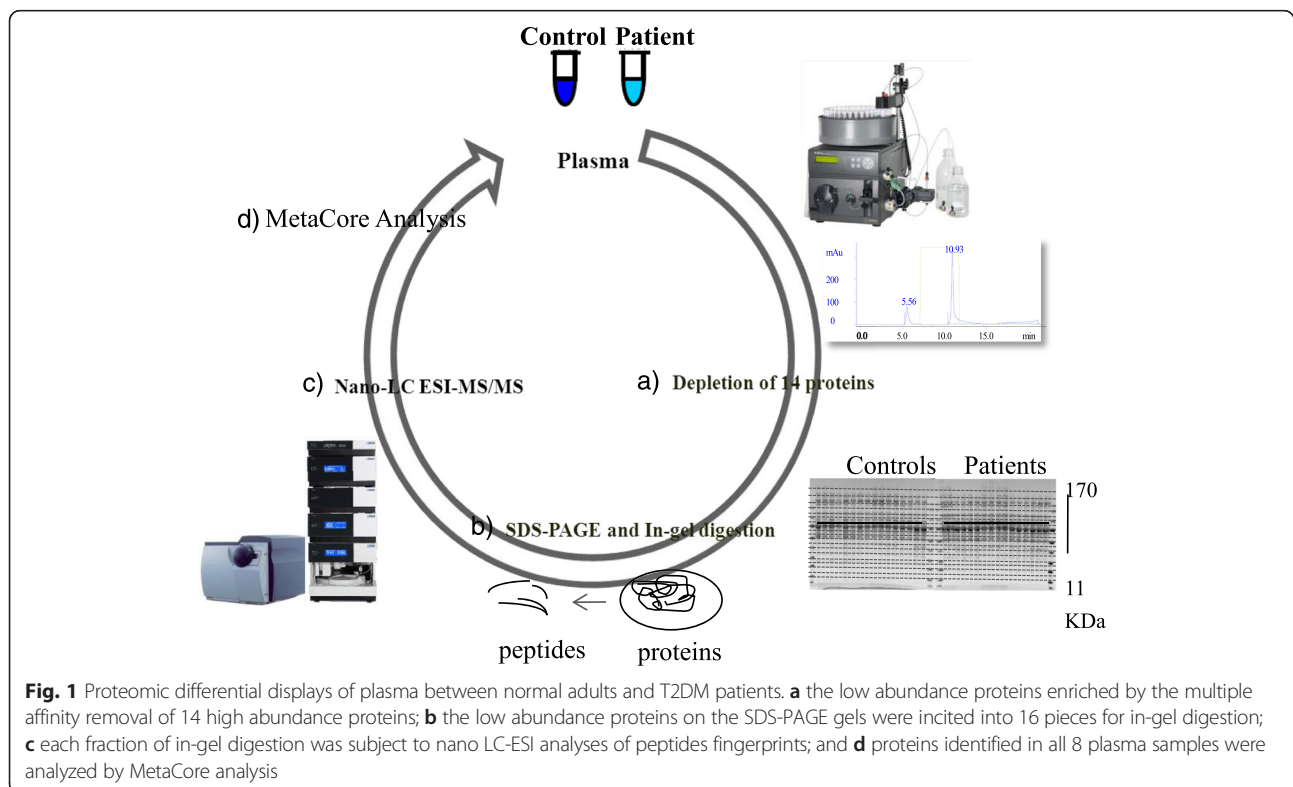 Control Patient
Plasma
d) MetaCore Analysis
mAu
200
100
0
5.56
10.93
0.0 5.0 10.0 15.0 min
c) Nano-LC ESI-MS/MS
a) Depletion of 14 proteins
Controls Patients
170
11
KDa
b) SDS-PAGE and In-gel digestion
peptides proteins
Fig. 1 Proteomic differential displays of plasma between normal adults and T2DM patients. a the low abundance proteins enriched by the multiple
affinity removal of 14 high abundance proteins; b the low abundance proteins on the SDS-PAGE gels were incited into 16 pieces for in-gel digestion;
c each fraction of in-gel digestion was subject to nano LC-ESI analyses of peptides fingerprints; and d proteins identified in all 8 plasma samples were
analyzed by MetaCore analysis